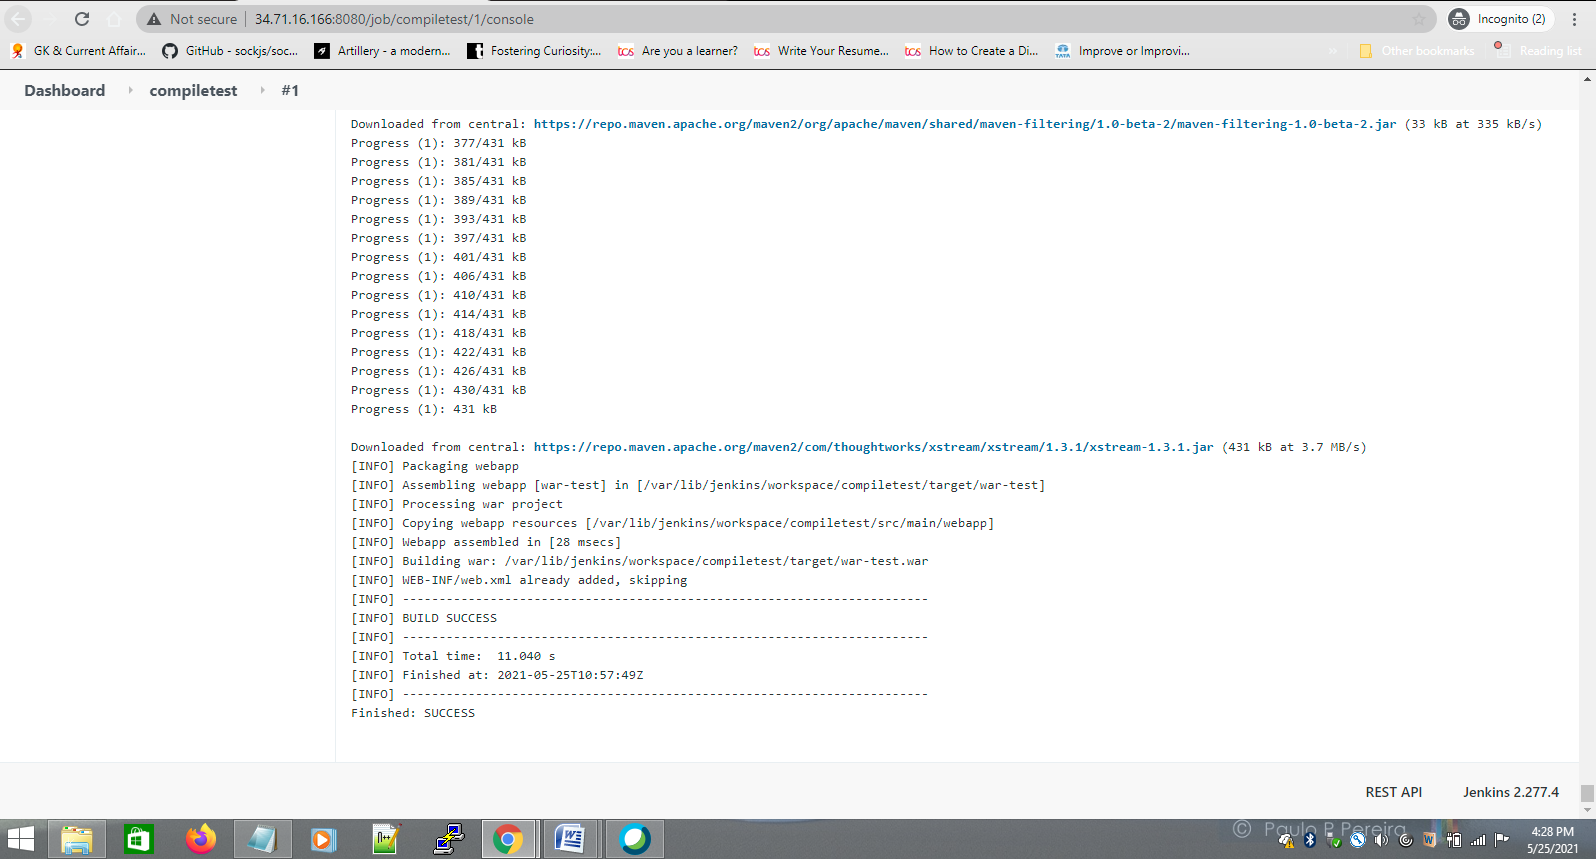 Not secure | 34.71.16.166:8080/job/compiletest/1/console
Incognito (2)
GK & Current Affair...
GitHub - sockjs/soc...
Artillery - a modern...
Fostering Curiosity:...
Are you a learner?
Write Your Resume...
How to Create a Di...
Improve or Improvi...
»
Other bookmarks
Reading list
Dashboard
compiletest
#1
Downloaded from central: https://repo.maven.apache.org/maven2/org/apache/maven/shared/maven-filtering/1.0-beta-2/maven-filtering-1.0-beta-2.jar (33 kB at 335 kB/s)
Progress (1): 377/431 kB
Progress (1): 381/431 kB
Progress (1): 385/431 kB
Progress (1): 389/431 kB
Progress (1): 393/431 kB
Progress (1): 397/431 kB
Progress (1): 401/431 kB
Progress (1): 406/431 kB
Progress (1): 410/431 kB
Progress (1): 414/431 kB
Progress (1): 418/431 kB
Progress (1): 422/431 kB
Progress (1): 426/431 kB
Progress (1): 430/431 kB
Progress (1): 431 kB
Downloaded from central: https://repo.maven.apache.org/maven2/com/thoughtworks/xstream/xstream/1.3.1/xstream-1.3.1.jar (431 kB at 3.7 MB/s)
[INFO] Packaging webapp
[INFO] Assembling webapp [war-test] in [/var/lib/jenkins/workspace/compiletest/target/war-test]
[INFO] Processing war project
[INFO] Copying webapp resources [/var/lib/jenkins/workspace/compiletest/src/main/webapp]
[INFO] Webapp assembled in [28 msecs]
[INFO] Building war: /var/lib/jenkins/workspace/compiletest/target/war-test.war
[INFO] WEB-INF/web.xml already added, skipping
[INFO] ------------------------------------------------------------------------
[INFO] BUILD SUCCESS
[INFO] ------------------------------------------------------------------------
[INFO] Total time:  11.040 s
[INFO] Finished at: 2021-05-25T10:57:49Z
[INFO] ------------------------------------------------------------------------
Finished: SUCCESS
REST API
Jenkins 2.277.4
© Paulo P Pereira
4:28 PM
5/25/2021